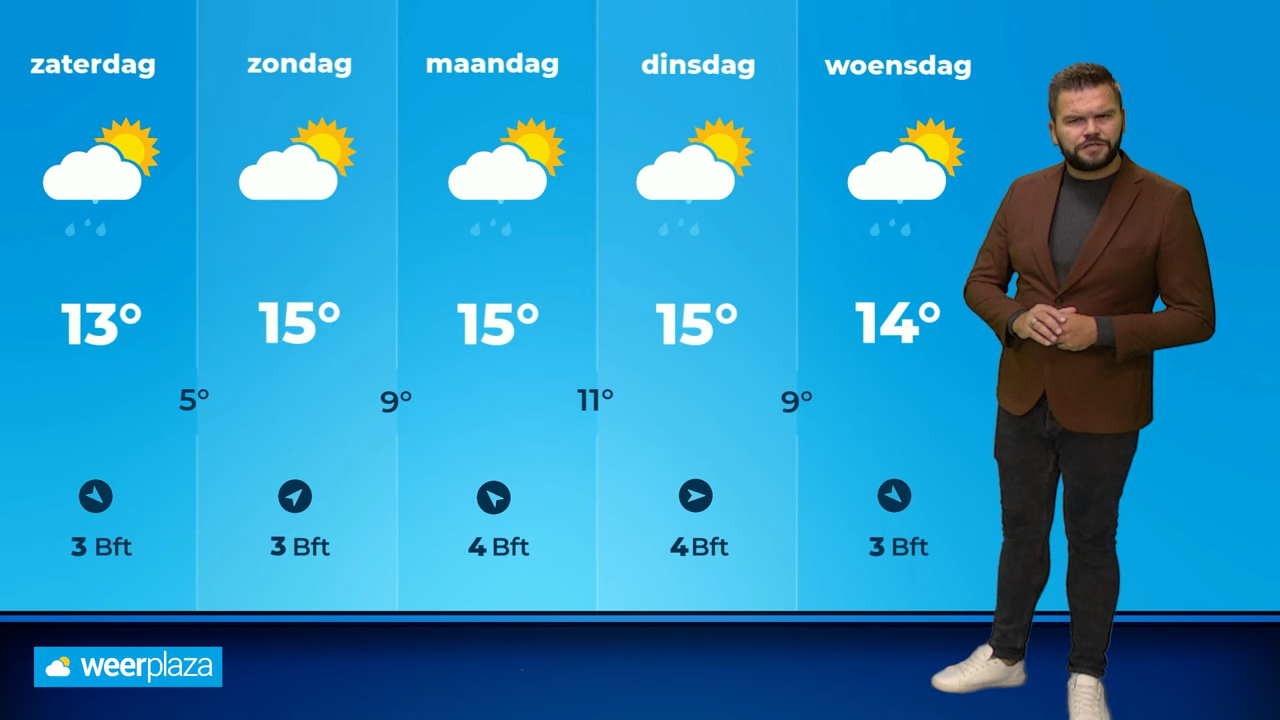 zaterdag zondag maandag dinsdag woensdag
13° 15° 15° 15° 14°
5° 9° 11° 9°
3 Bft 3 Bft 4 Bft 4Bft 3 Bft
weerplaza